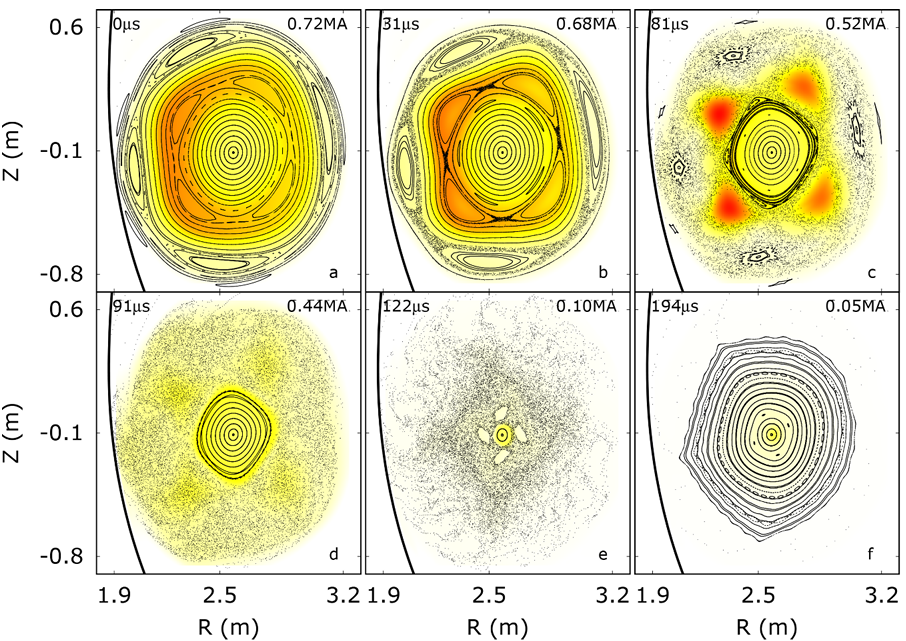 0μs 0.72MA 31μs 0.68MA 81μs 0.52MA
0.6
Z (m)
-0.1
-0.8
a b c
91μs 0.44MA 122μs 0.10MA 194μs 0.05MA
0.6
Z (m)
-0.1
-0.8
d e f
1.9 2.5 3.2 1.9 2.5 3.2 1.9 2.5 3.2
R (m) R (m) R (m)